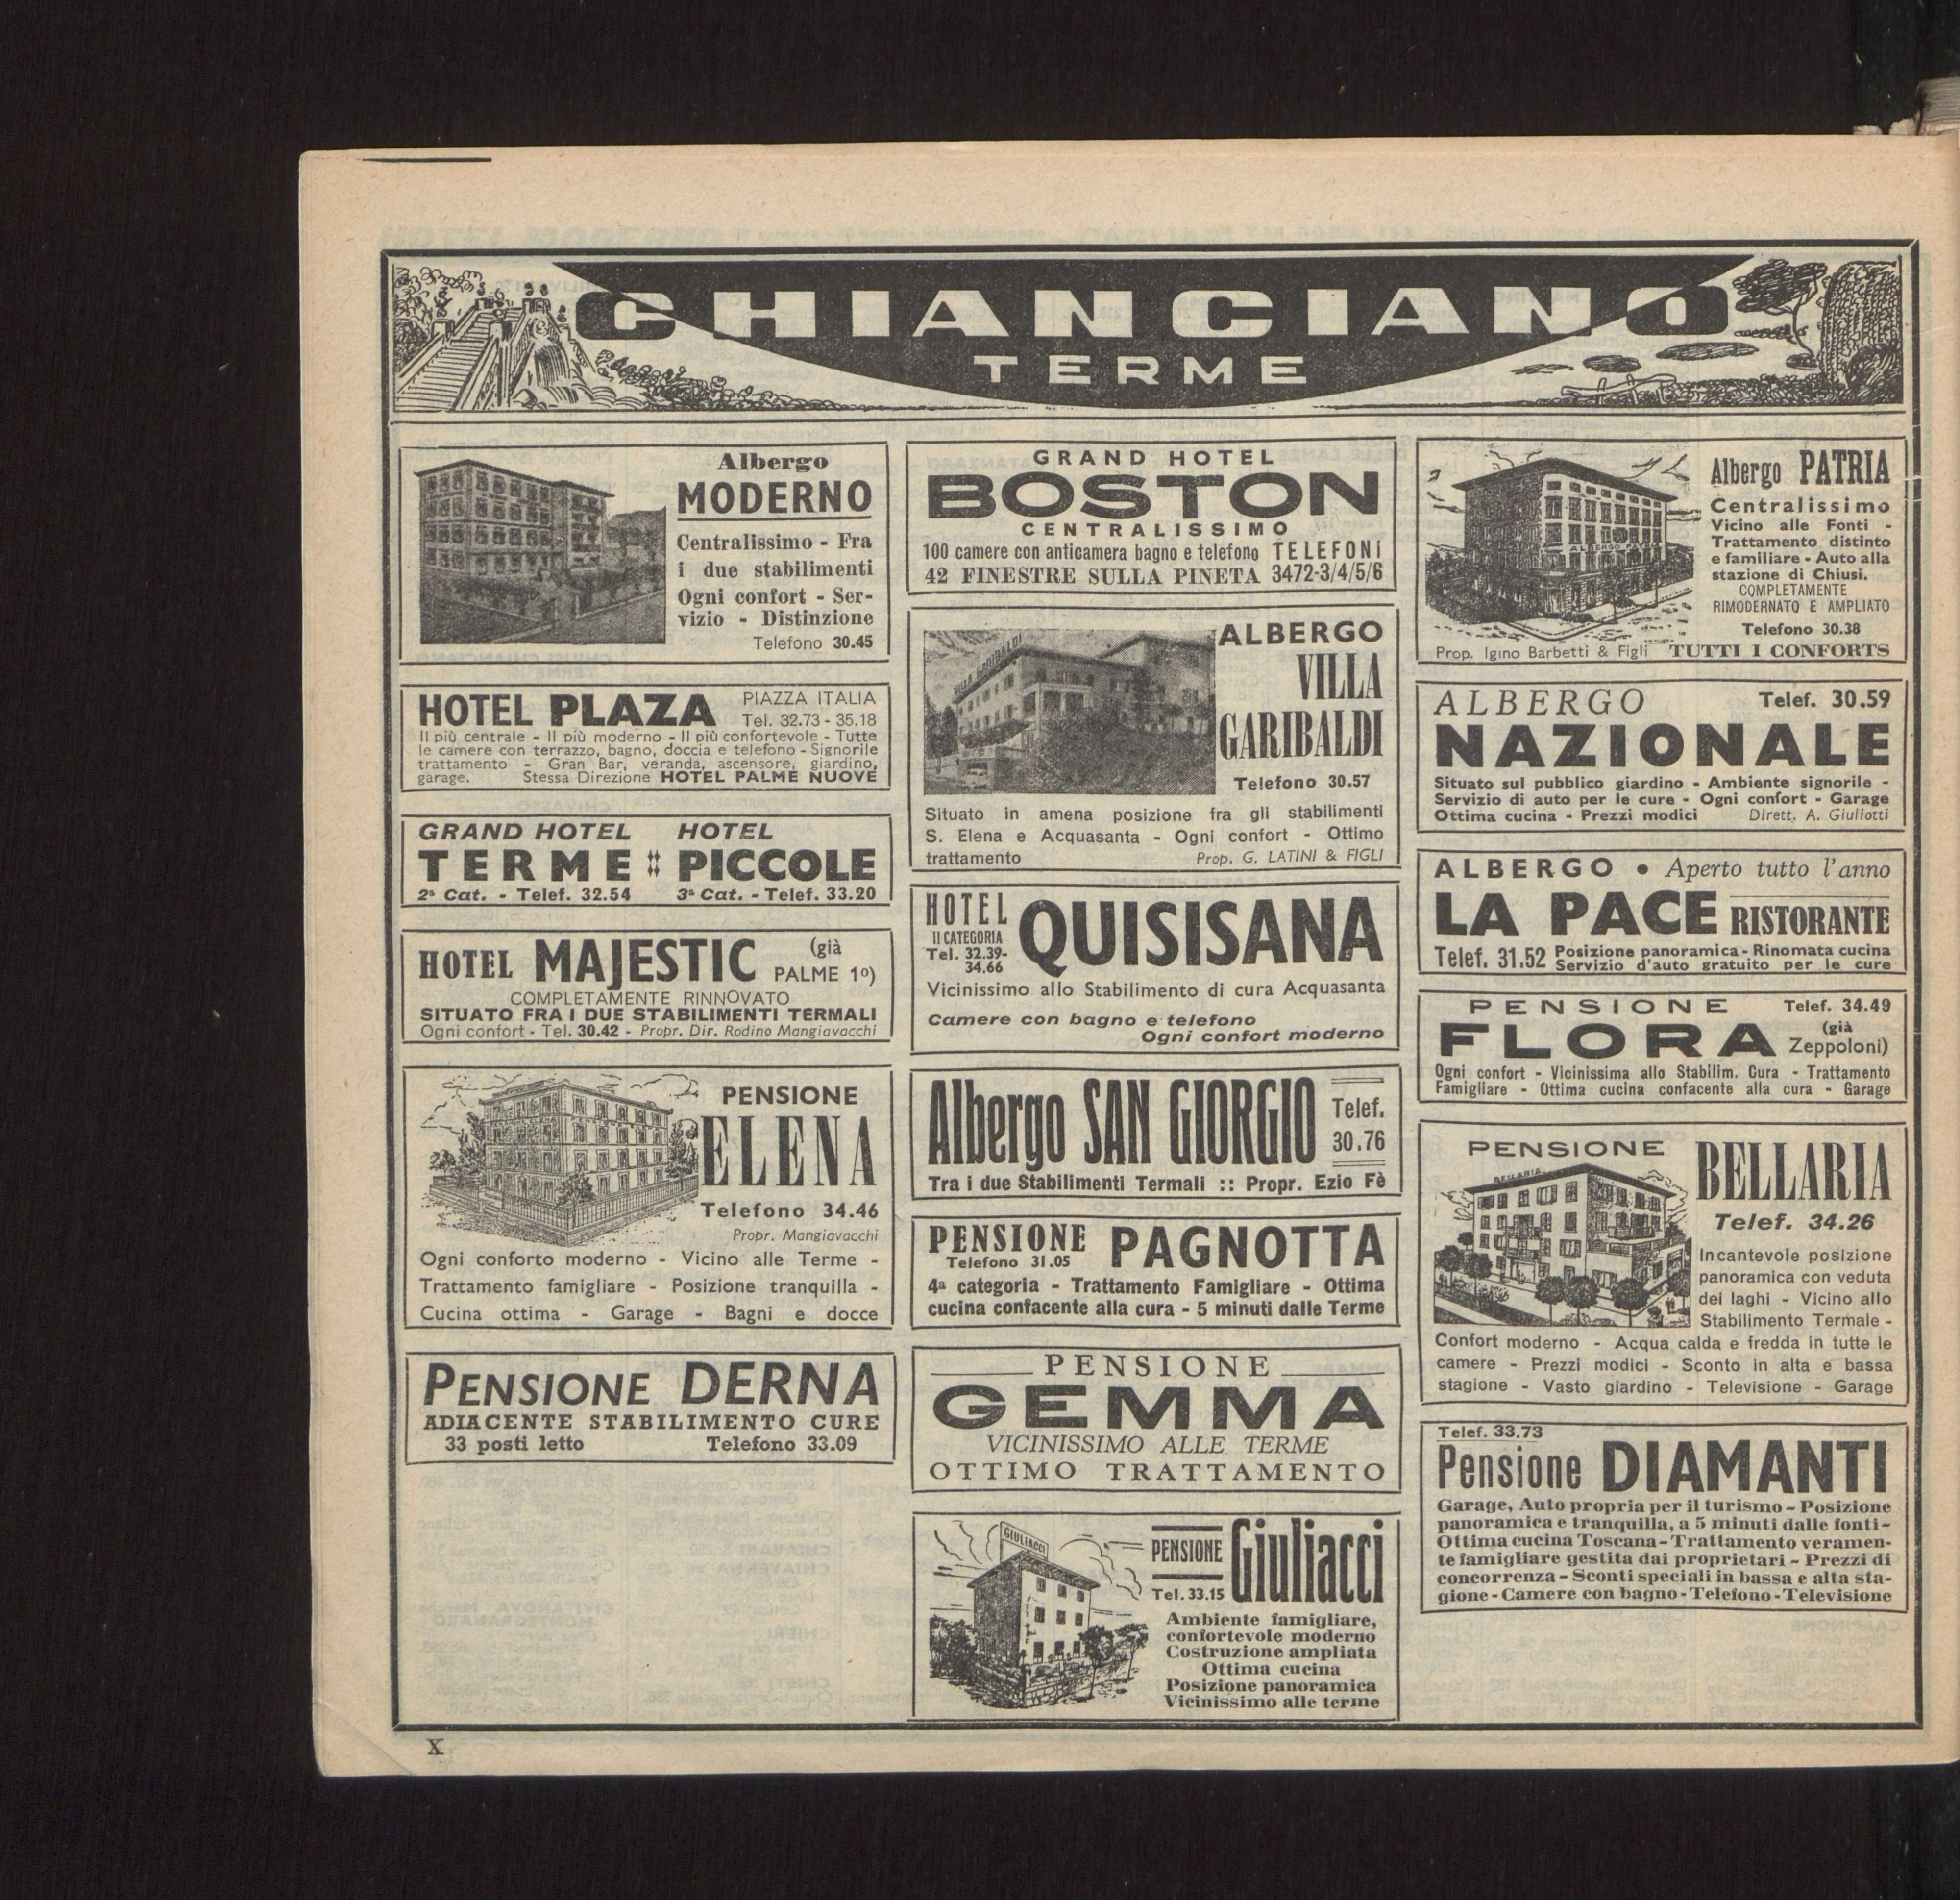 CHIANCIANO
TERME
Albergo
MODERNO
Centralissimo - Fra
i due stabilimenti
Ogni confort - Ser-
vizio - Distinzione
Telefono 30.45
HOTEL PLAZA PIAZZA ITALIA
Tel. 32.73 - 35.18
Il più centrale - Il più moderno - Il più confortevole - Tutte
le camere con terrazzo, bagno, doccia e telefono - Signorile
trattamento - Gran Bar, veranda, ascensore, giardino,
garage. Stessa Direzione HOTEL PALME NUOVE
GRAND HOTEL HOTEL
TERME :: PICCOLE
2ª Cat. - Telef. 32.54 3ª Cat. - Telef. 33.20
HOTEL MAJESTIC (già
PALME 1º)
COMPLETAMENTE RINNOVATO
SITUATO FRA I DUE STABILIMENTI TERMALI
Ogni confort - Tel. 30.42 - Propr. Dir. Rodino Mangiavacchi
PENSIONE
ELENA
Telefono 34.46
Propr. Mangiavacchi
Ogni conforto moderno - Vicino alle Terme -
Trattamento famigliare - Posizione tranquilla -
Cucina ottima - Garage - Bagni e docce
PENSIONE DERNA
ADIACENTE STABILIMENTO CURE
33 posti letto Telefono 33.09
GRAND HOTEL
BOSTON
CENTRALISSIMO
100 camere con anticamera bagno e telefono TELEFONI
42 FINESTRE SULLA PINETA 3472-3/4/5/6
VILLA GARIBALDI
ALBERGO
VILLA
GARIBALDI
Telefono 30.57
Situato in amena posizione fra gli stabilimenti
S. Elena e Acquasanta - Ogni confort - Ottimo
trattamento Prop. G. LATINI & FIGLI
HOTEL QUISISANA
II CATEGORIA
Tel. 32.39-
34.66
Vicinissimo allo Stabilimento di cura Acquasanta
Camere con bagno e telefono
Ogni confort moderno
Albergo SAN GIORGIO Telef.
30.76
Tra i due Stabilimenti Termali :: Propr. Ezio Fè
PENSIONE PAGNOTTA
Telefono 31.05
4ª categoria - Trattamento Famigliare - Ottima
cucina confacente alla cura - 5 minuti dalle Terme
PENSIONE
GEMMA
VICINISSIMO ALLE TERME
OTTIMO TRATTAMENTO
GIULIACCI
PENSIONE Giuliacci
Tel. 33.15
Ambiente famigliare,
confortevole moderno
Costruzione ampliata
Ottima cucina
Posizione panoramica
Vicinissimo alle terme
Albergo PATRIA
Centralissimo
Vicino alle Fonti -
Trattamento distinto
e familiare - Auto alla
stazione di Chiusi.
COMPLETAMENTE
RIMODERNATO E AMPLIATO
Telefono 30.38
Prop. Igino Barbetti & Figli TUTTI I CONFORTS
ALBERGO Telef. 30.59
NAZIONALE
Situato sul pubblico giardino - Ambiente signorile -
Servizio di auto per le cure - Ogni confort - Garage
Ottima cucina - Prezzi modici Dirett. A. Giuliotti
ALBERGO • Aperto tutto l'anno
LA PACE RISTORANTE
Telef. 31.52 Posizione panoramica - Rinomata cucina
Servizio d'auto gratuito per le cure
PENSIONE Telef. 34.49
FLORA (già
Zeppoloni)
Ogni confort - Vicinissima allo Stabilim. Cura - Trattamento
Famigliare - Ottima cucina confacente alla cura - Garage
PENSIONE BELLARIA
BELLARIA
Telef. 34.26
Incantevole posizione
panoramica con veduta
dei laghi - Vicino allo
Stabilimento Termale -
Confort moderno - Acqua calda e fredda in tutte le
camere - Prezzi modici - Sconto in alta e bassa
stagione - Vasto giardino - Televisione - Garage
Telef. 33.73
Pensione DIAMANTI
Garage, Auto propria per il turismo - Posizione
panoramica e tranquilla, a 5 minuti dalle fonti -
Ottima cucina Toscana - Trattamento veramen-
te famigliare gestita dai proprietari - Prezzi di
concorrenza - Sconti speciali in bassa e alta sta-
gione - Camere con bagno - Telefono - Televisione
X